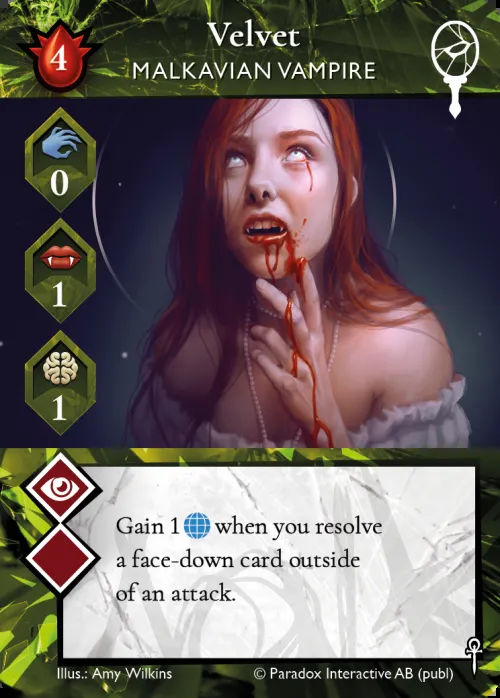 4
Velvet
MALKAVIAN VAMPIRE
0
1
1
Gain 1 when you resolve
a face-down card outside
of an attack.
Illus.: Amy Wilkins
© Paradox Interactive AB (publ)